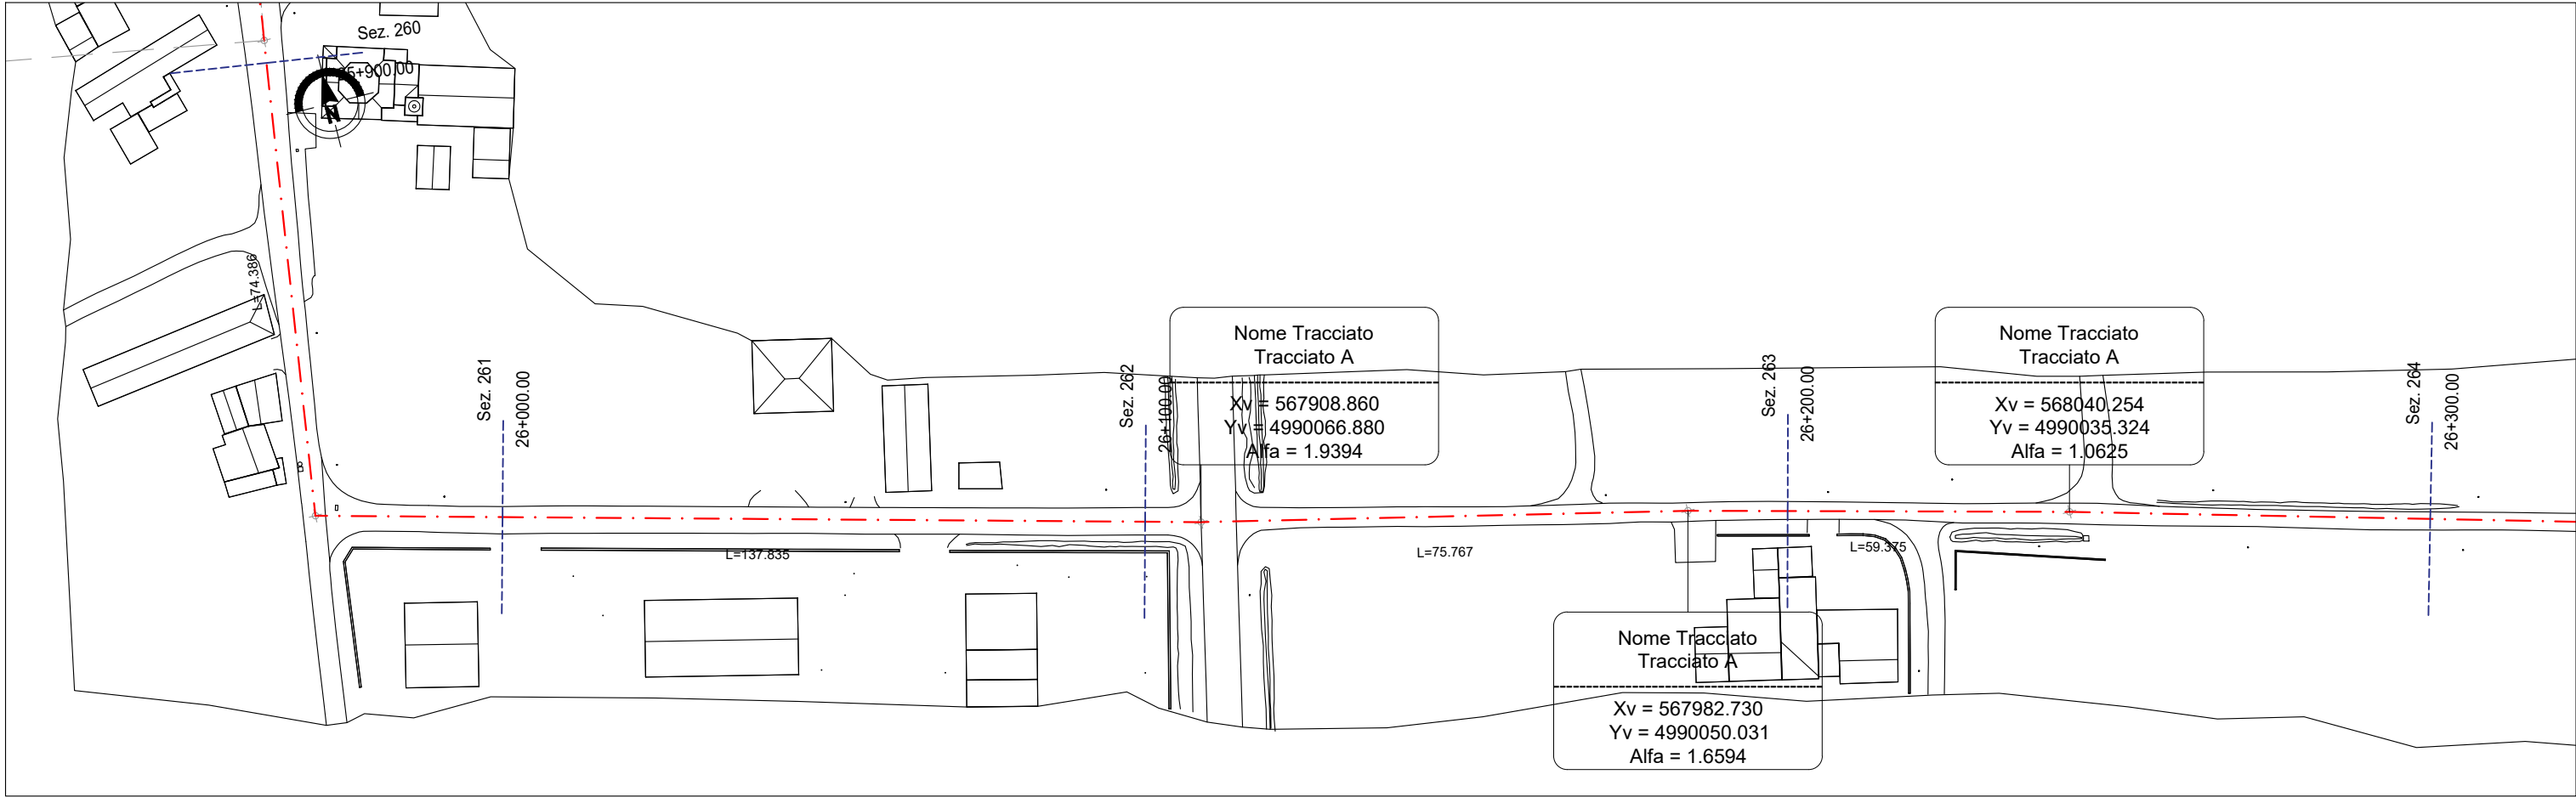 Sez. 260
25+900.00
N
L=74.386
Sez. 261
26+000.00
L=137.835
Sez. 262
26+100.00
Nome Tracciato
Tracciato A
Xv = 567908.860
Yv = 4990066.880
Alfa = 1.9394
L=75.767
Nome Tracciato
Tracciato A
Xv = 567982.730
Yv = 4990050.031
Alfa = 1.6594
Sez. 263
26+200.00
L=59.375
Nome Tracciato
Tracciato A
Xv = 568040.254
Yv = 4990035.324
Alfa = 1.0625
Sez. 264
26+300.00